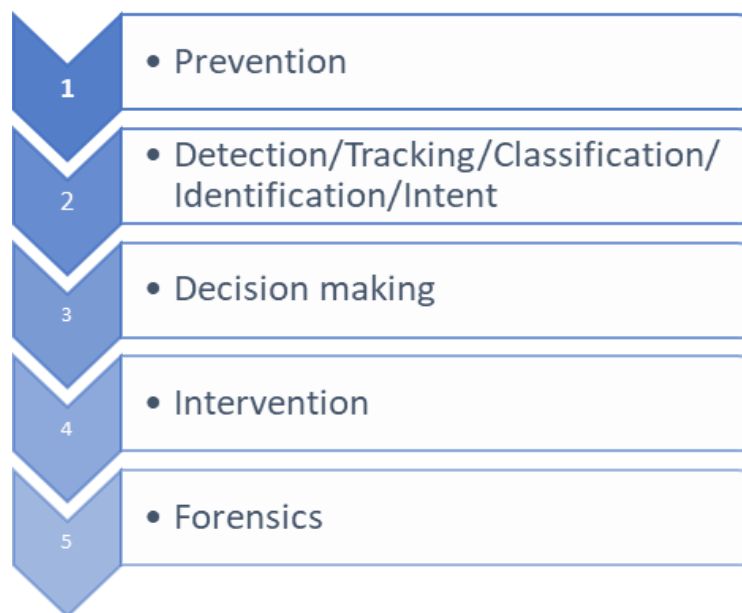 1
• Prevention
2
• Detection/Tracking/Classification/
Identification/Intent
3
• Decision making
4
• Intervention
5
• Forensics